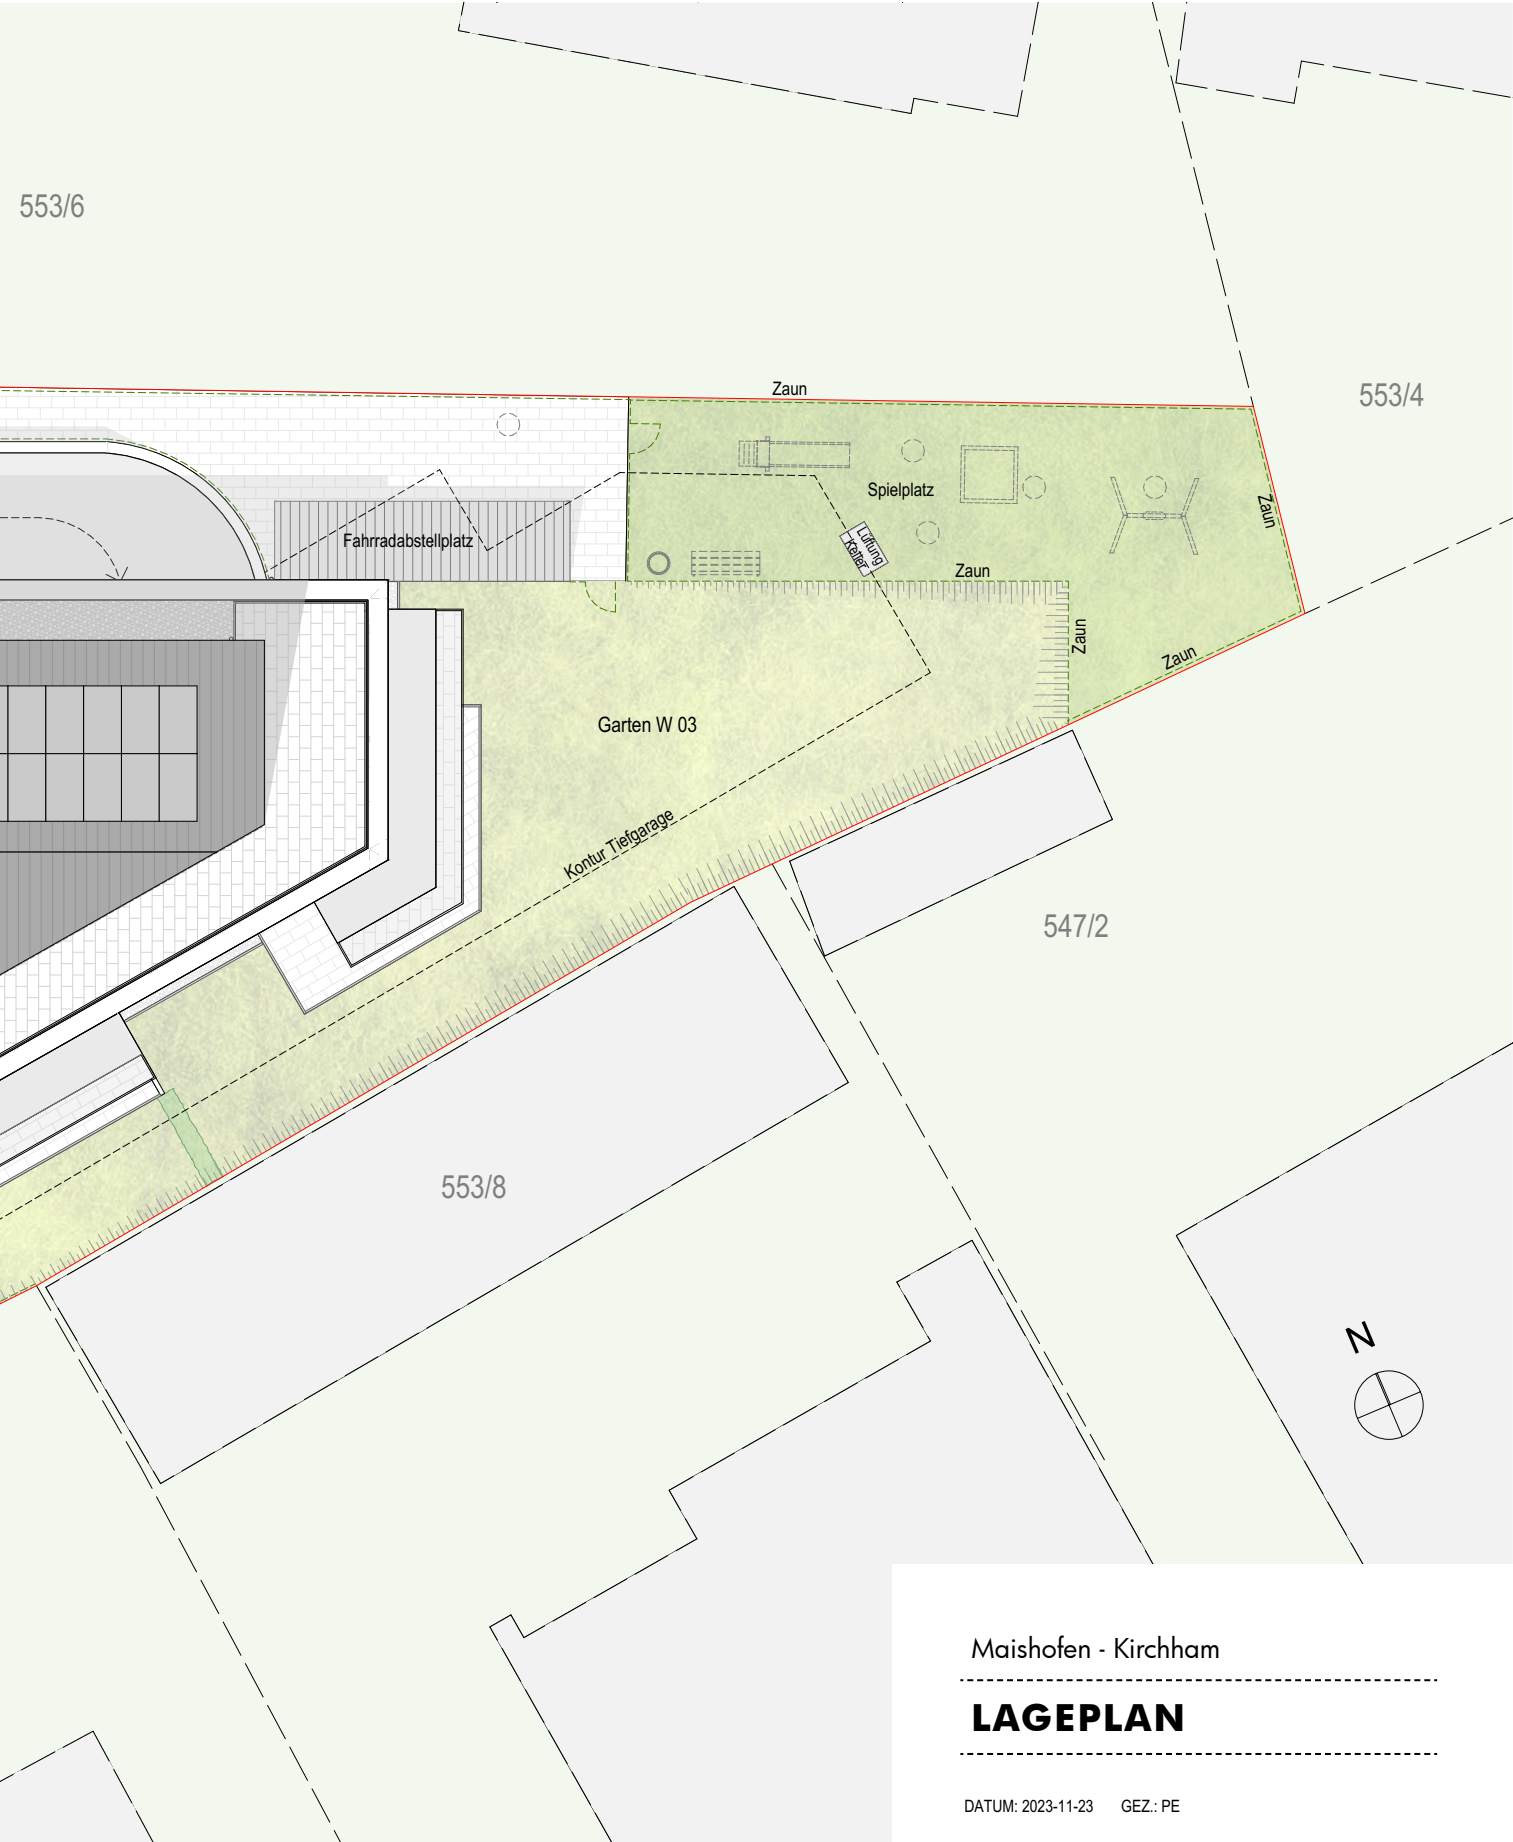 553/6
Zaun
553/4
Spielplatz
Zaun
Fahrradabstellplatz
Lüftung
Keller
Zaun
Zaun
Zaun
Garten W 03
Kontur Tiefgarage
547/2
553/8
N
Maishofen - Kirchham
LAGEPLAN
DATUM: 2023-11-23 GEZ.: PE